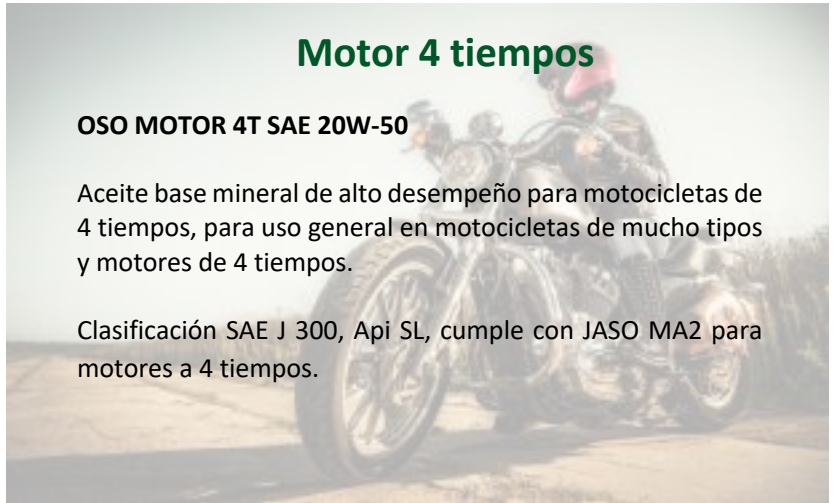 Motor 4 tiempos
OSO MOTOR 4T SAE 20W-50
Aceite base mineral de alto desempeño para motocicletas de
4 tiempos, para uso general en motocicletas de mucho tipos
y motores de 4 tiempos.
Clasificación SAE J 300, Api SL, cumple con JASO MA2 para
motores a 4 tiempos.